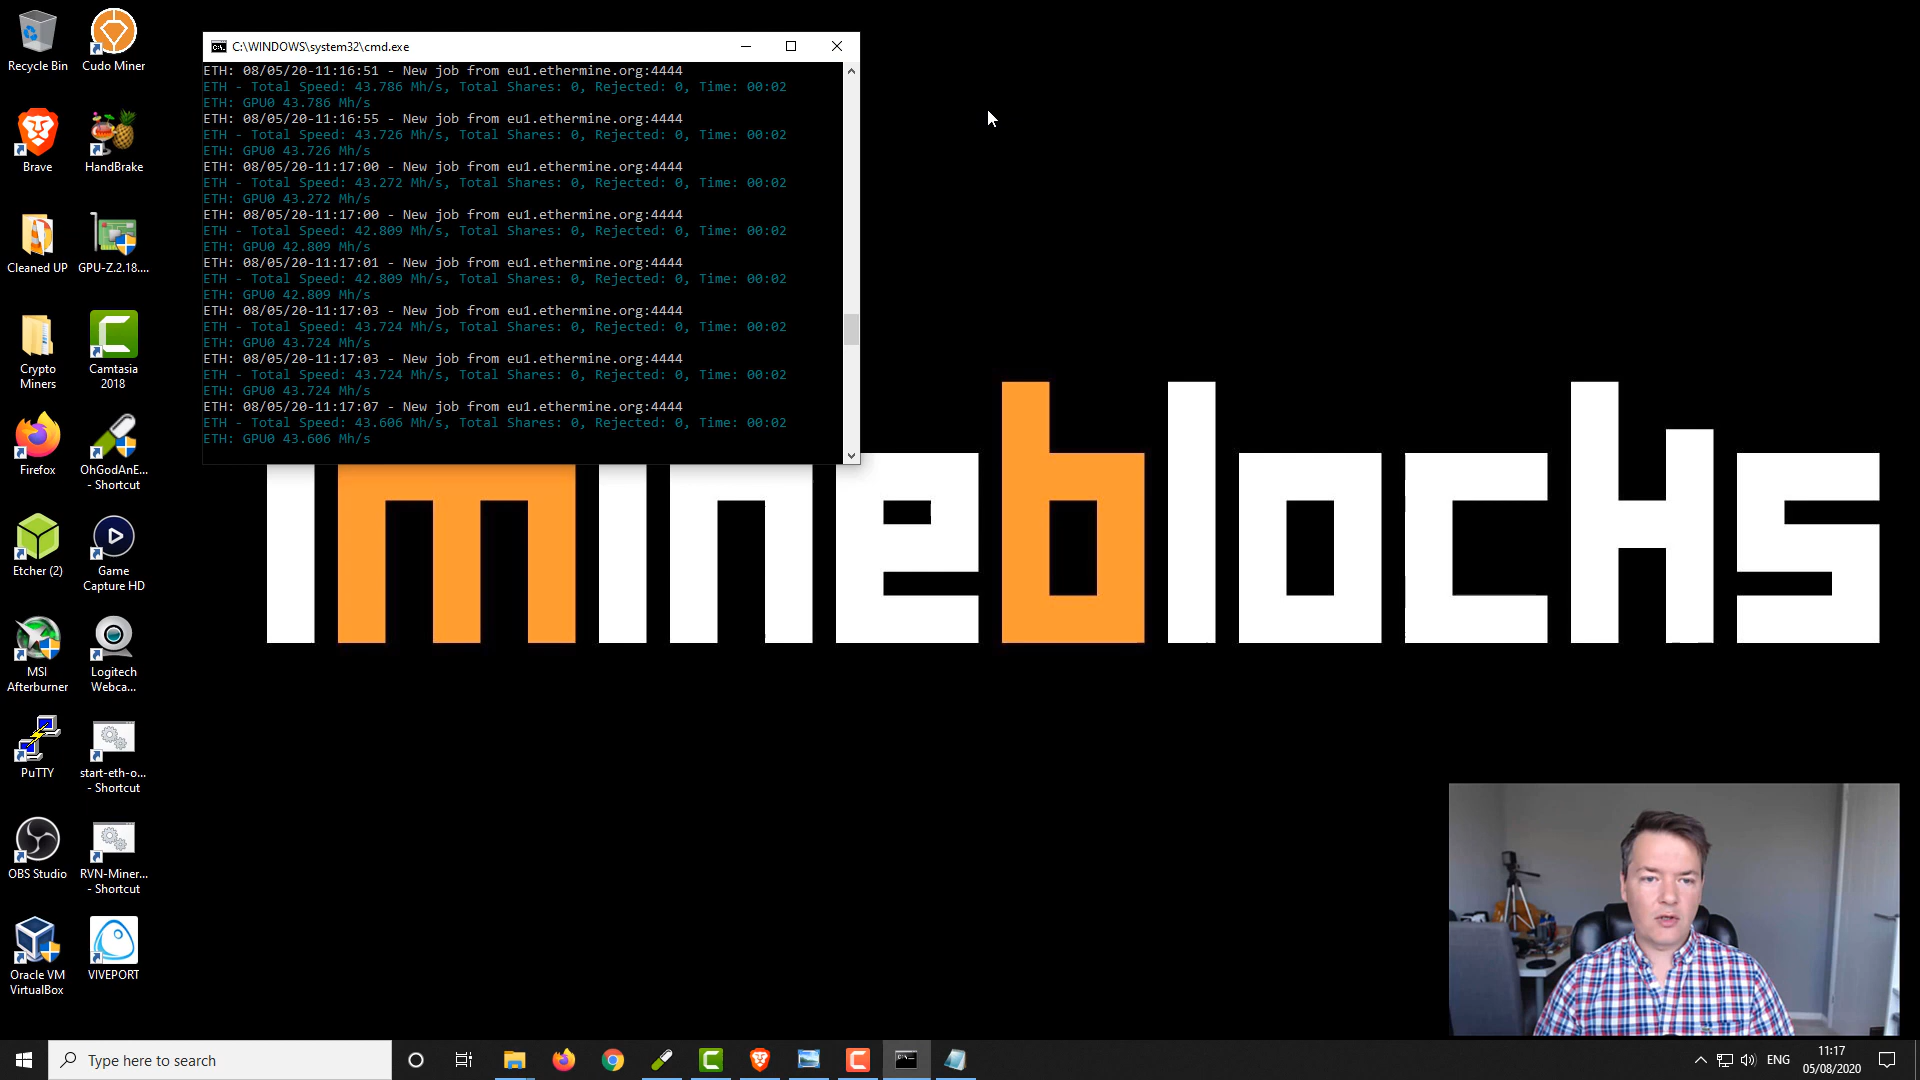 Recycle Bin
Cudo Miner
Brave
HandBrake
Cleaned UP
GPU-Z.2.18....
Crypto
Miners
Camtasia
2018
Firefox
OhGodAnE...
- Shortcut
Etcher (2)
Game
Capture HD
MSI
Afterburner
Logitech
Webca...
PuTTY
start-eth-o...
- Shortcut
OBS Studio
RVN-Miner...
- Shortcut
Oracle VM
VirtualBox
VIVEPORT
C:\WINDOWS\system32\cmd.exe
ETH: 08/05/20-11:16:51 - New job from eu1.ethermine.org:4444
ETH - Total Speed: 43.786 Mh/s, Total Shares: 0, Rejected: 0, Time: 00:02
ETH: GPU0 43.786 Mh/s
ETH: 08/05/20-11:16:55 - New job from eu1.ethermine.org:4444
ETH - Total Speed: 43.726 Mh/s, Total Shares: 0, Rejected: 0, Time: 00:02
ETH: GPU0 43.726 Mh/s
ETH: 08/05/20-11:17:00 - New job from eu1.ethermine.org:4444
ETH - Total Speed: 43.272 Mh/s, Total Shares: 0, Rejected: 0, Time: 00:02
ETH: GPU0 43.272 Mh/s
ETH: 08/05/20-11:17:00 - New job from eu1.ethermine.org:4444
ETH - Total Speed: 42.809 Mh/s, Total Shares: 0, Rejected: 0, Time: 00:02
ETH: GPU0 42.809 Mh/s
ETH: 08/05/20-11:17:01 - New job from eu1.ethermine.org:4444
ETH - Total Speed: 42.809 Mh/s, Total Shares: 0, Rejected: 0, Time: 00:02
ETH: GPU0 42.809 Mh/s
ETH: 08/05/20-11:17:03 - New job from eu1.ethermine.org:4444
ETH - Total Speed: 43.724 Mh/s, Total Shares: 0, Rejected: 0, Time: 00:02
ETH: GPU0 43.724 Mh/s
ETH: 08/05/20-11:17:03 - New job from eu1.ethermine.org:4444
ETH - Total Speed: 43.724 Mh/s, Total Shares: 0, Rejected: 0, Time: 00:02
ETH: GPU0 43.724 Mh/s
ETH: 08/05/20-11:17:07 - New job from eu1.ethermine.org:4444
ETH - Total Speed: 43.606 Mh/s, Total Shares: 0, Rejected: 0, Time: 00:02
ETH: GPU0 43.606 Mh/s
imineblocks
Type here to search
ENG
11:17
05/08/2020